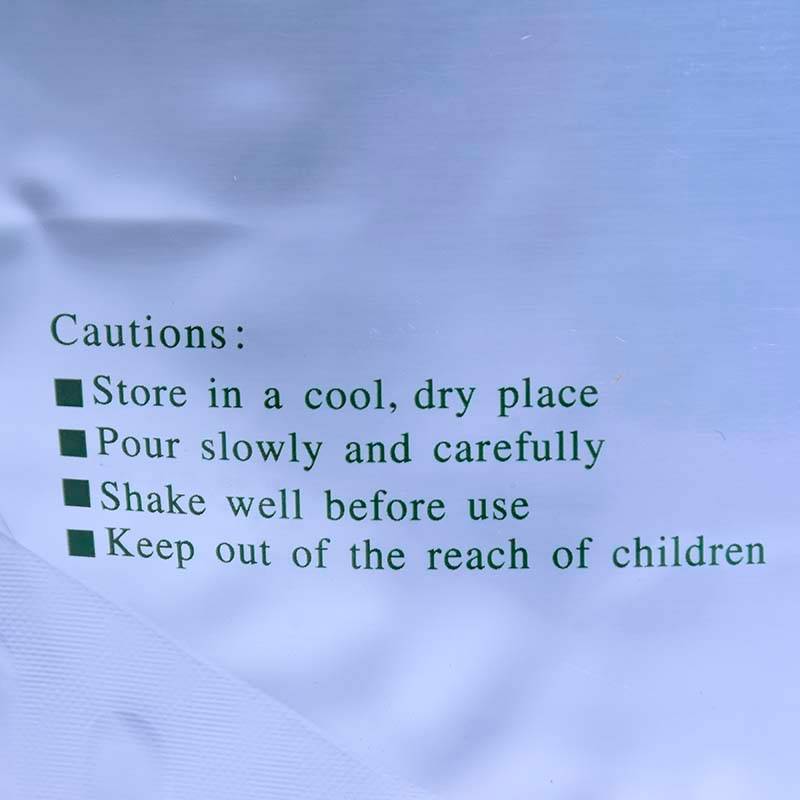 Cautions:
■ Store in a cool, dry place
■ Pour slowly and carefully
■ Shake well before use
■ Keep out of the reach of children